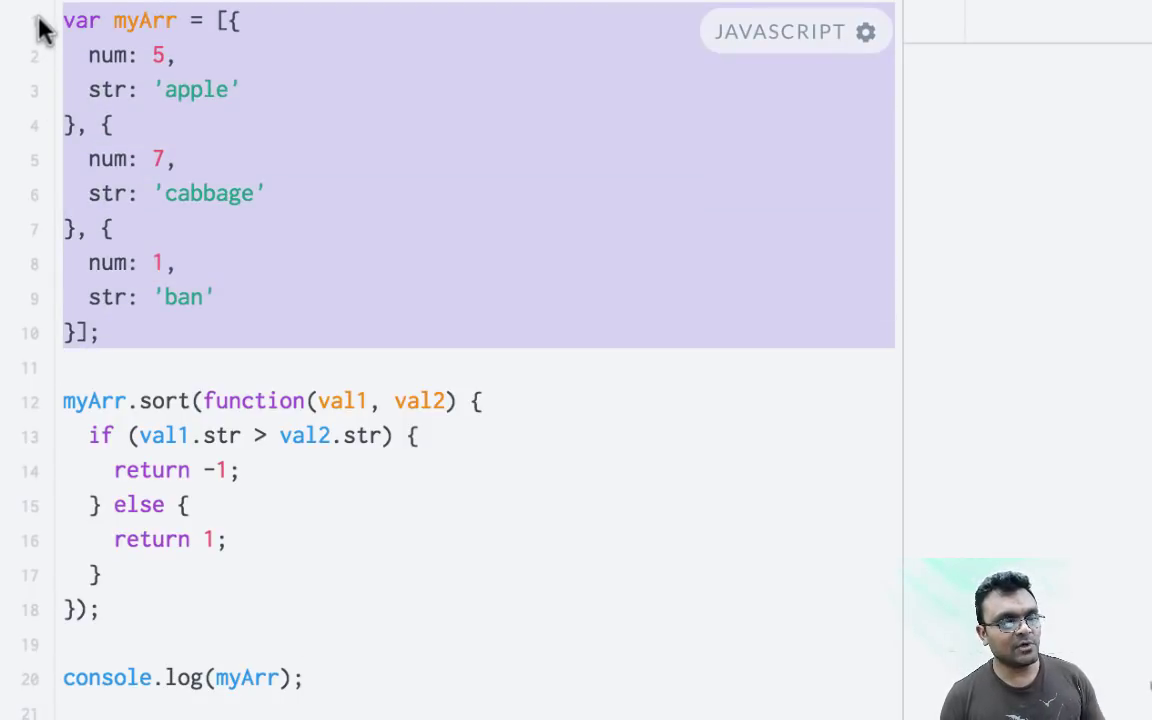 var myArr = [{
JAVASCRIPT
2   num: 5,
3   str: 'apple'
4 }, {
5   num: 7,
6   str: 'cabbage'
7 }, {
8   num: 1,
9   str: 'ban'
10 }];
11
12 myArr.sort(function(val1, val2) {
13   if (val1.str > val2.str) {
14     return -1;
15   } else {
16     return 1;
17   }
18 });
19
20 console.log(myArr);
21